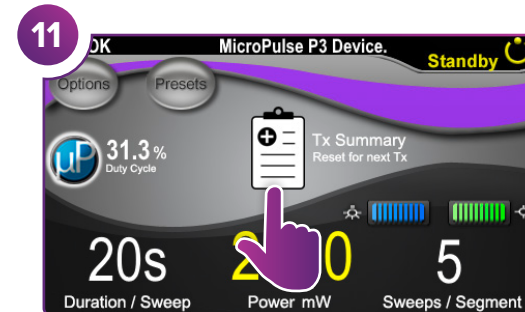 11
OK
MicroPulse P3 Device.
Standby
Options
Presets
μP
31.3 %
Duty Cycle
Tx Summary
Reset for next Tx
20s
5
Duration / Sweep
Power mW
Sweeps / Segment